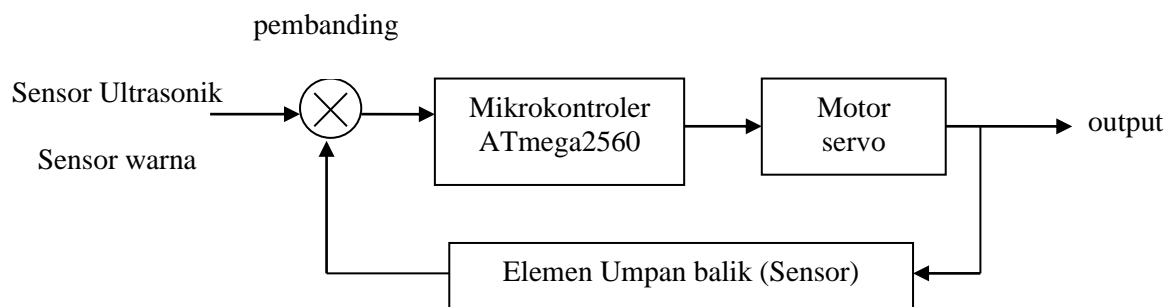 pembanding
Sensor Ultrasonik
Sensor warna
Mikrokontroler
ATmega2560
Motor
servo
output
Elemen Umpan balik (Sensor)